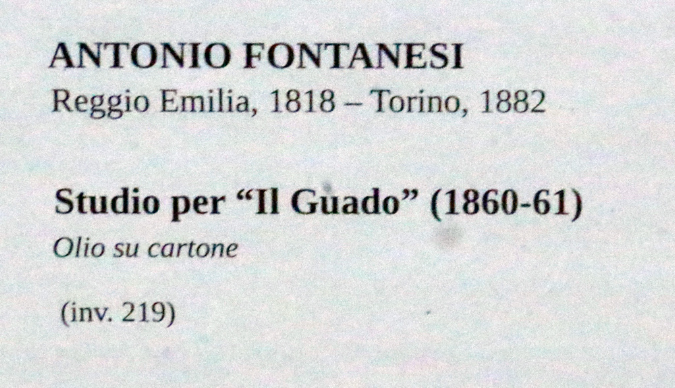 ANTONIO FONTANESI
Reggio Emilia, 1818 – Torino, 1882
Studio per “Il Guado” (1860-61)
Olio su cartone
(inv. 219)